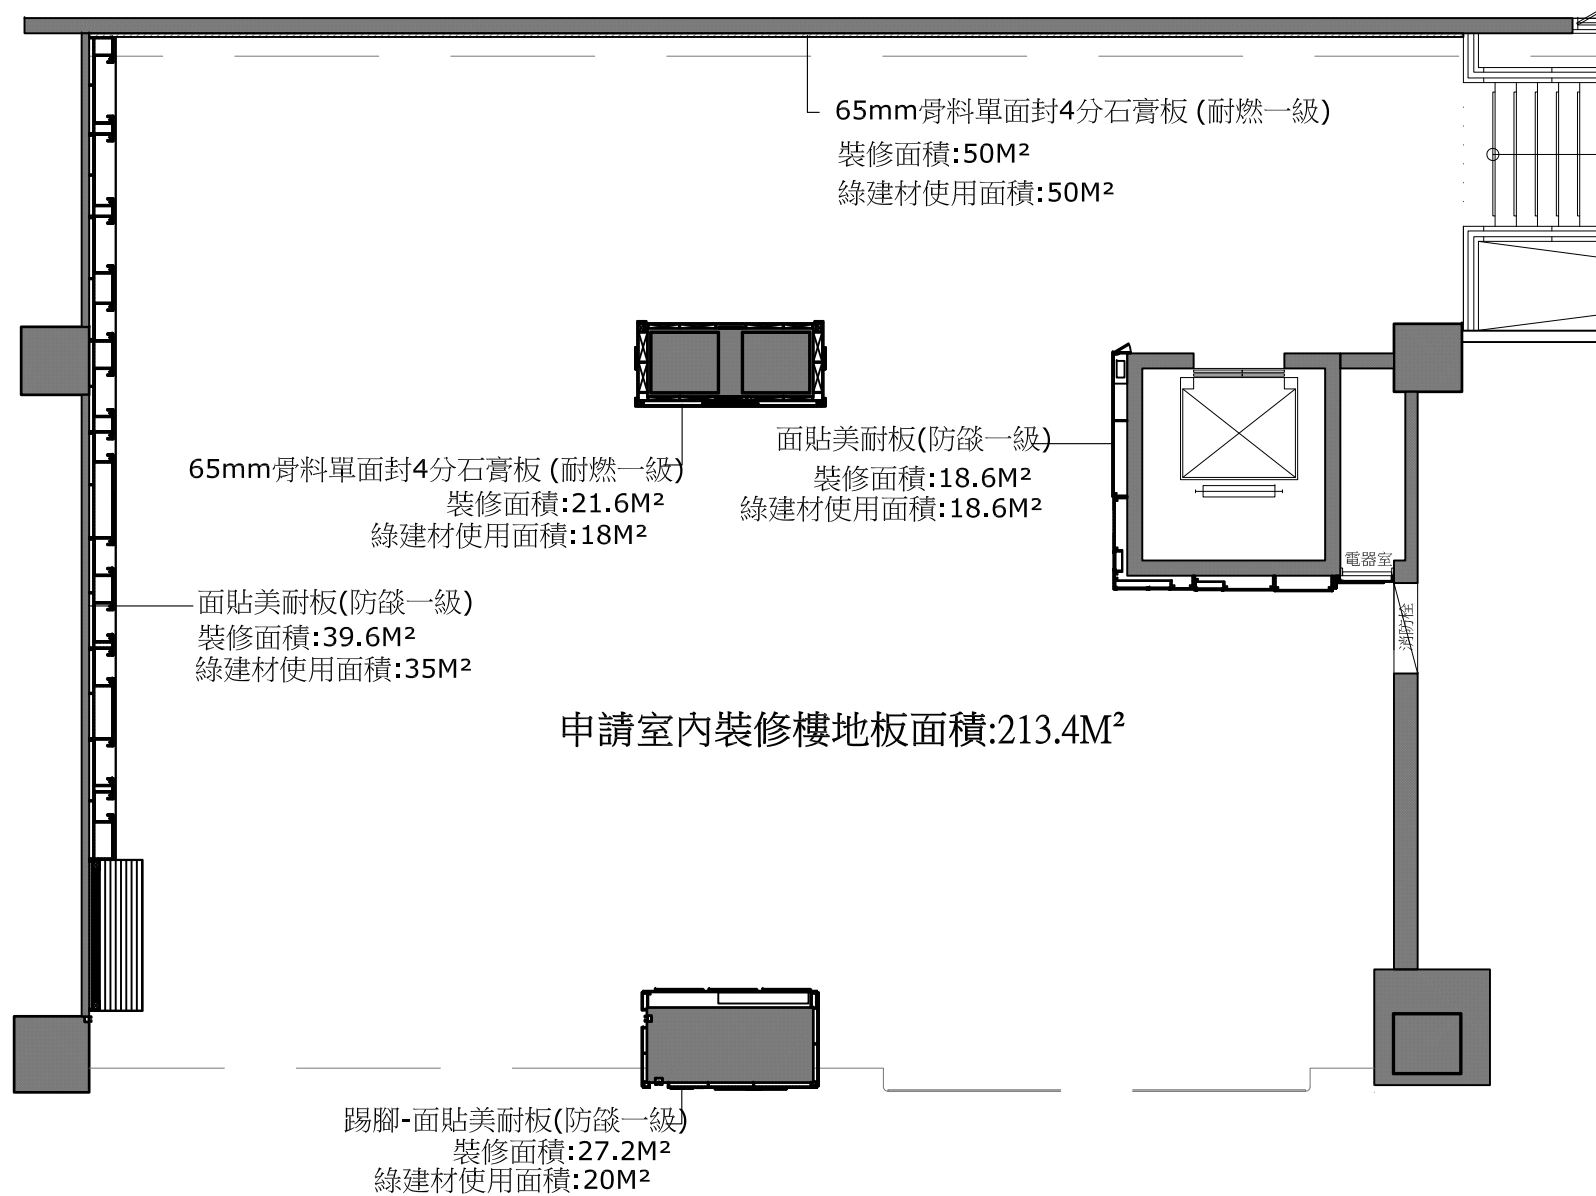 65mm骨料單面封4分石膏板 (耐燃一級)
裝修面積:50M²
綠建材使用面積:50M²
面貼美耐板(防燄一級)
裝修面積:18.6M²
綠建材使用面積:18.6M²
65mm骨料單面封4分石膏板 (耐燃一級)
裝修面積:21.6M²
綠建材使用面積:18M²
電器室
消防栓
面貼美耐板(防燄一級)
裝修面積:39.6M²
綠建材使用面積:35M²
申請室內裝修樓地板面積:213.4M²
踢腳-面貼美耐板(防燄一級)
裝修面積:27.2M²
綠建材使用面積:20M²